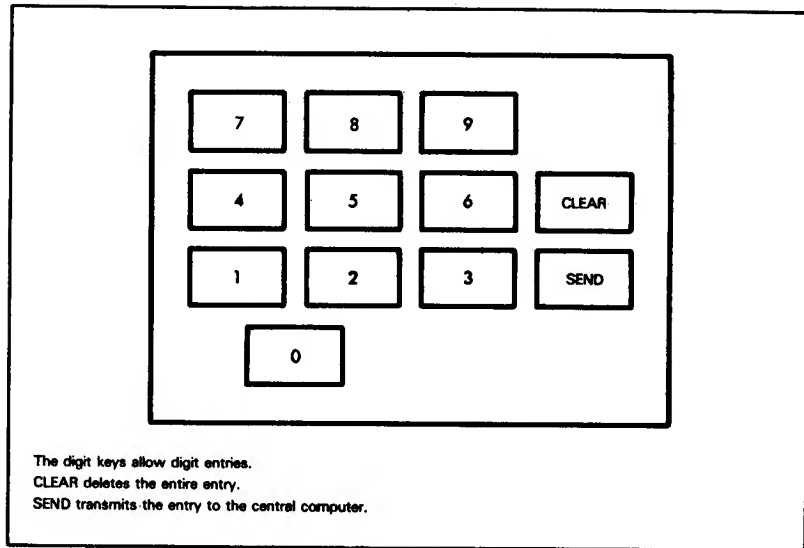 7 8 9
4 5 6 CLEAR
1 2 3 SEND
0
The digit keys allow digit entries.
CLEAR deletes the entire entry.
SEND transmits the entry to the central computer.